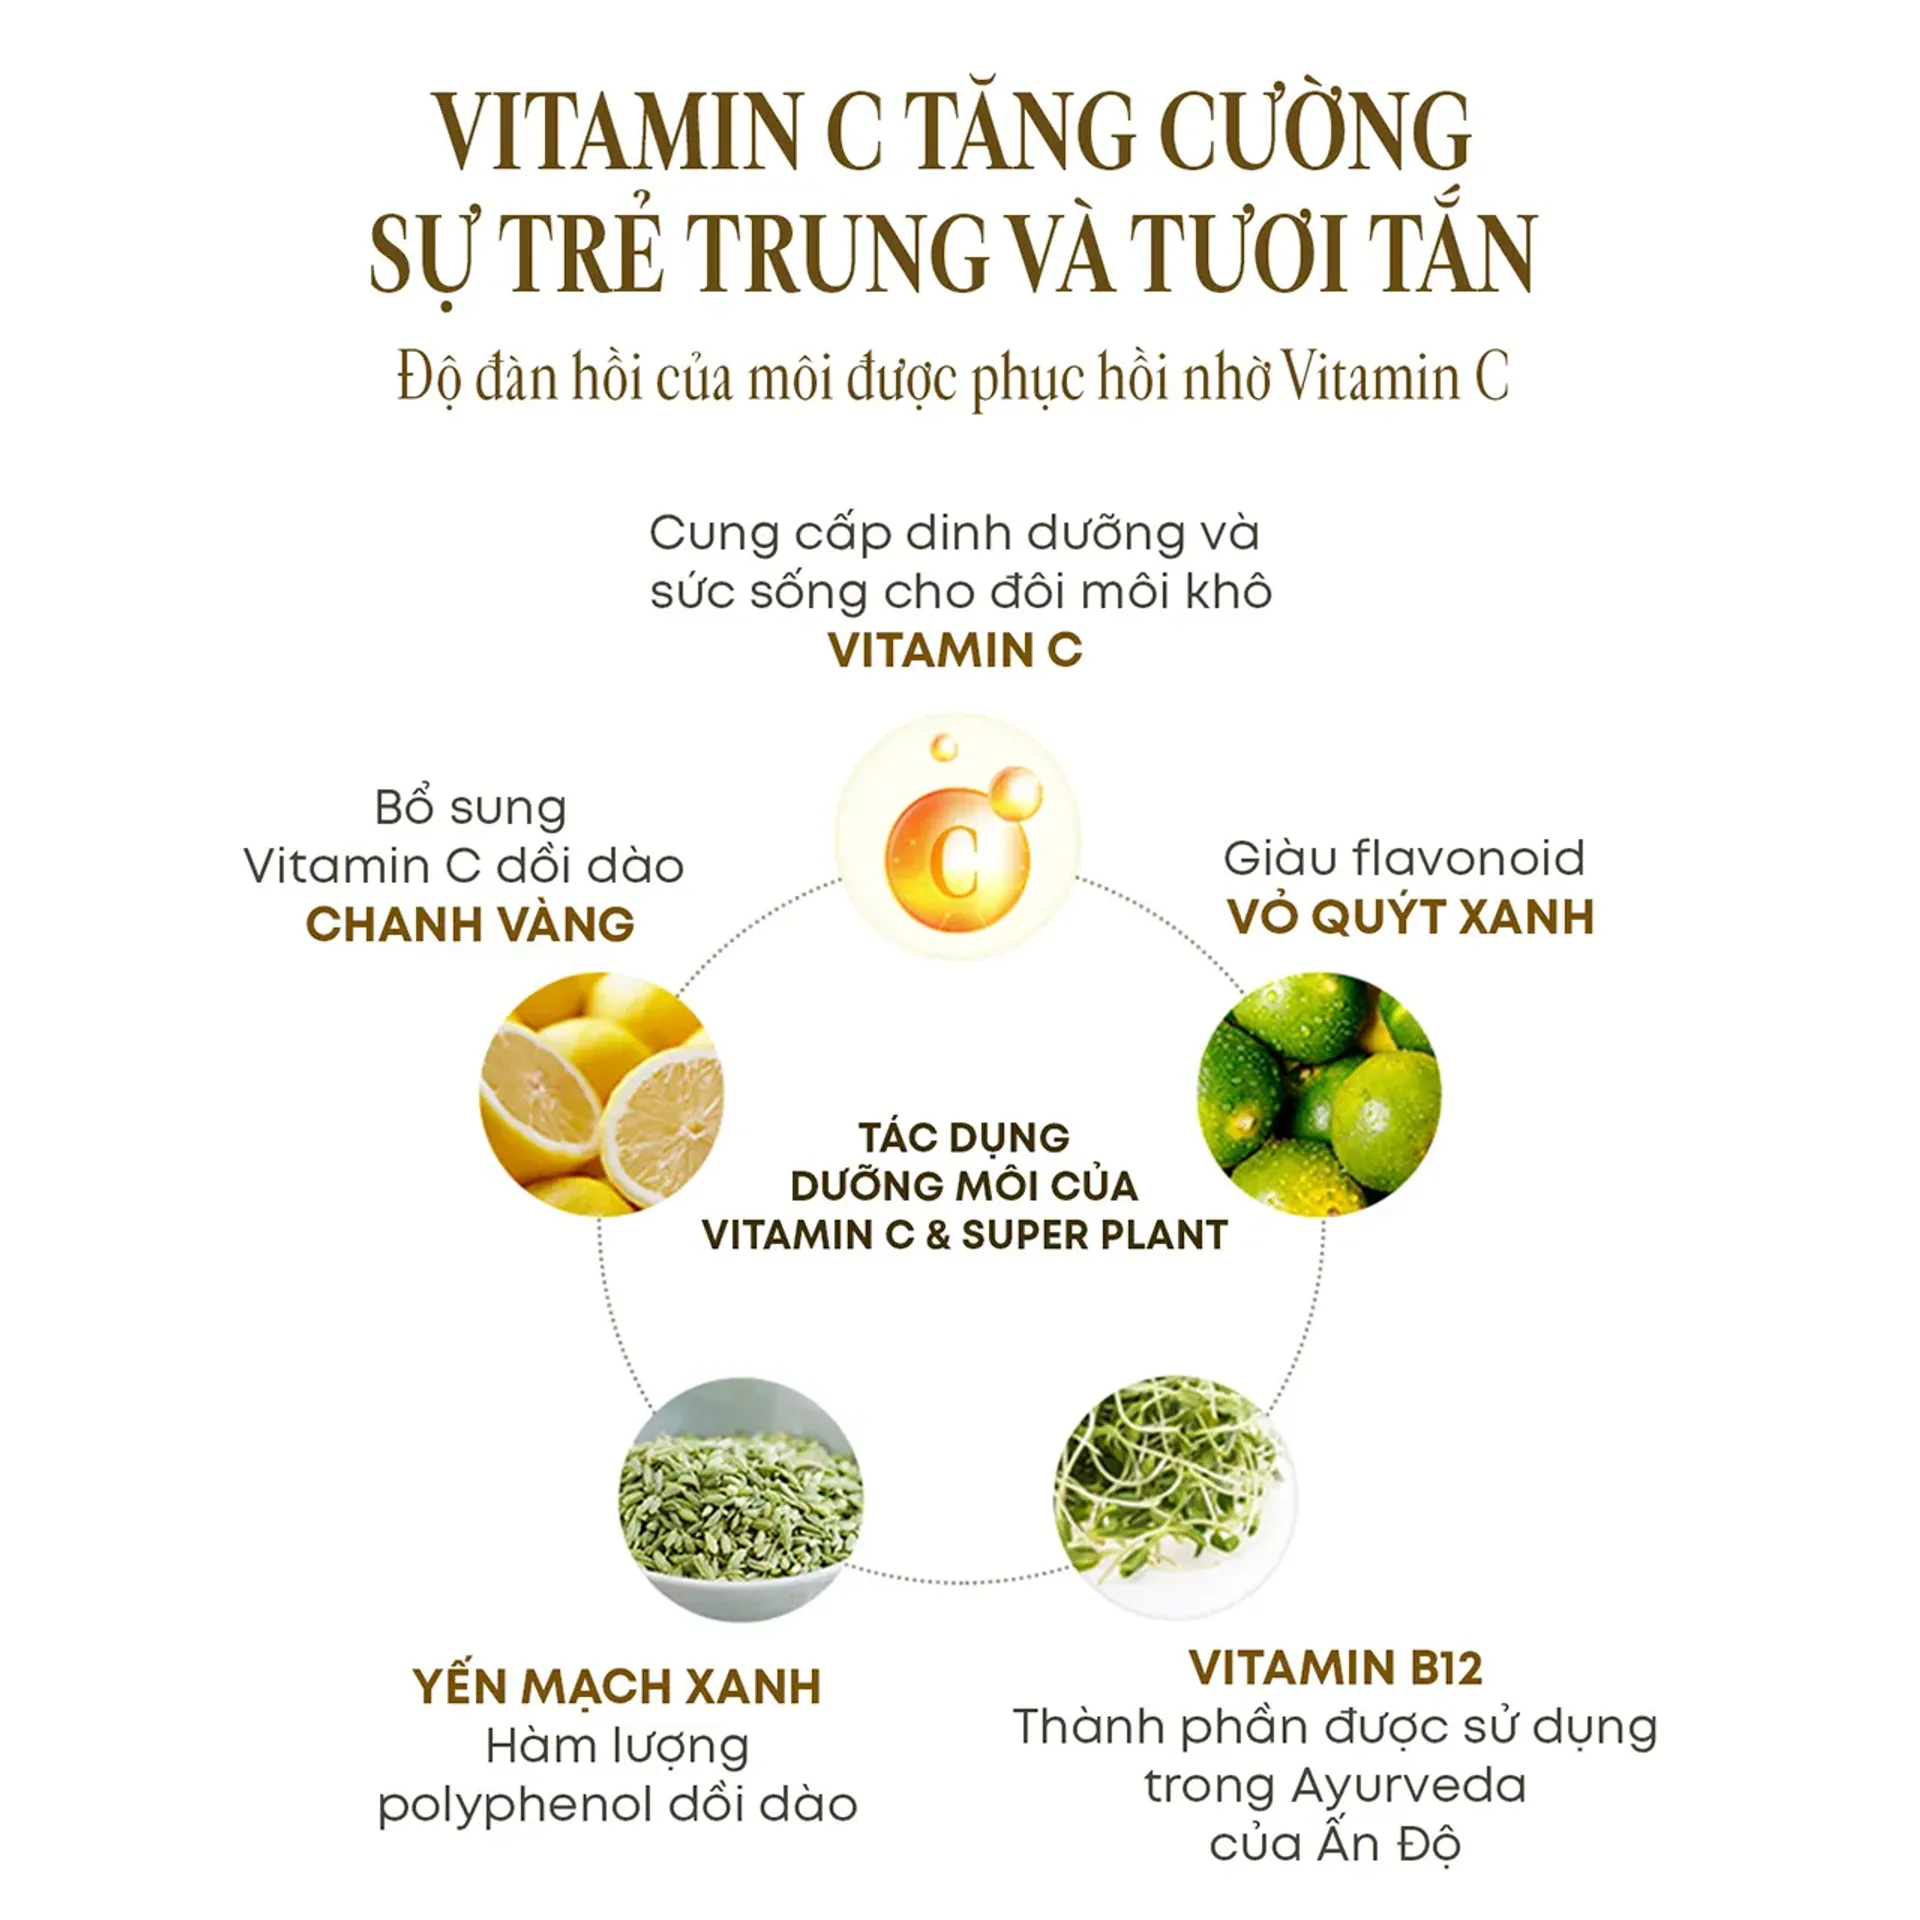 VITAMIN C TĂNG CƯỜNG
SỰ TRẺ TRUNG VÀ TƯƠI TẮN
Độ đàn hồi của môi được phục hồi nhờ Vitamin C
Cung cấp dinh dưỡng và
sức sống cho đôi môi khô
VITAMIN C
C
Bổ sung
Vitamin C dồi dào
CHANH VÀNG
Giàu flavonoid
VỎ QUÝT XANH
TÁC DỤNG
DƯỠNG MÔI CỦA
VITAMIN C & SUPER PLANT
YẾN MẠCH XANH
Hàm lượng
polyphenol dồi dào
VITAMIN B12
Thành phần được sử dụng
trong Ayurveda
của Ấn Độ